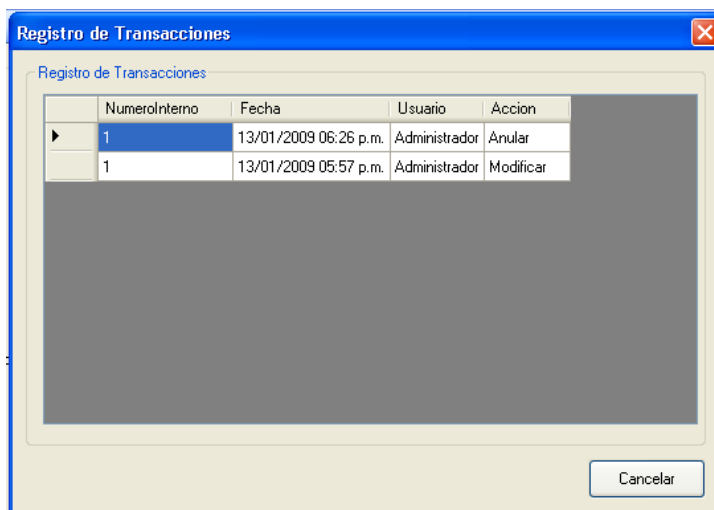 Registro de Transacciones
Registro de Transacciones
NumeroInterno Fecha Usuario Accion
1 13/01/2009 06:26 p.m. Administrador Anular
1 13/01/2009 05:57 p.m. Administrador Modificar
Cancelar